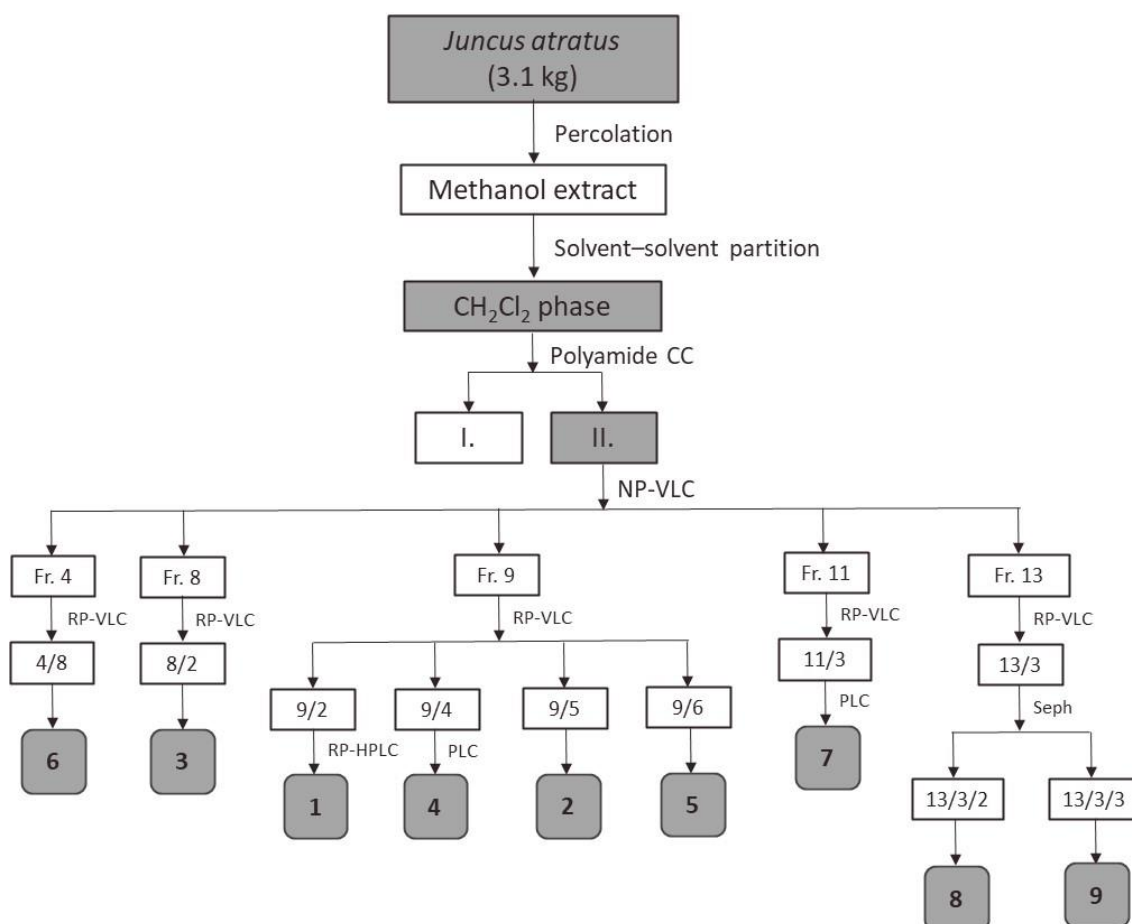 Juncus atratus
(3.1 kg)
Percolation
Methanol extract
Solvent–solvent partition
CH₂Cl₂ phase
Polyamide CC
I.
II.
NP-VLC
Fr. 4
Fr. 8
Fr. 9
Fr. 11
Fr. 13
RP-VLC
RP-VLC
RP-VLC
RP-VLC
RP-VLC
4/8
8/2
11/3
13/3
9/2
9/4
9/5
9/6
PLC
Seph
6
3
RP-HPLC
PLC
7
1
4
2
5
13/3/2
13/3/3
8
9